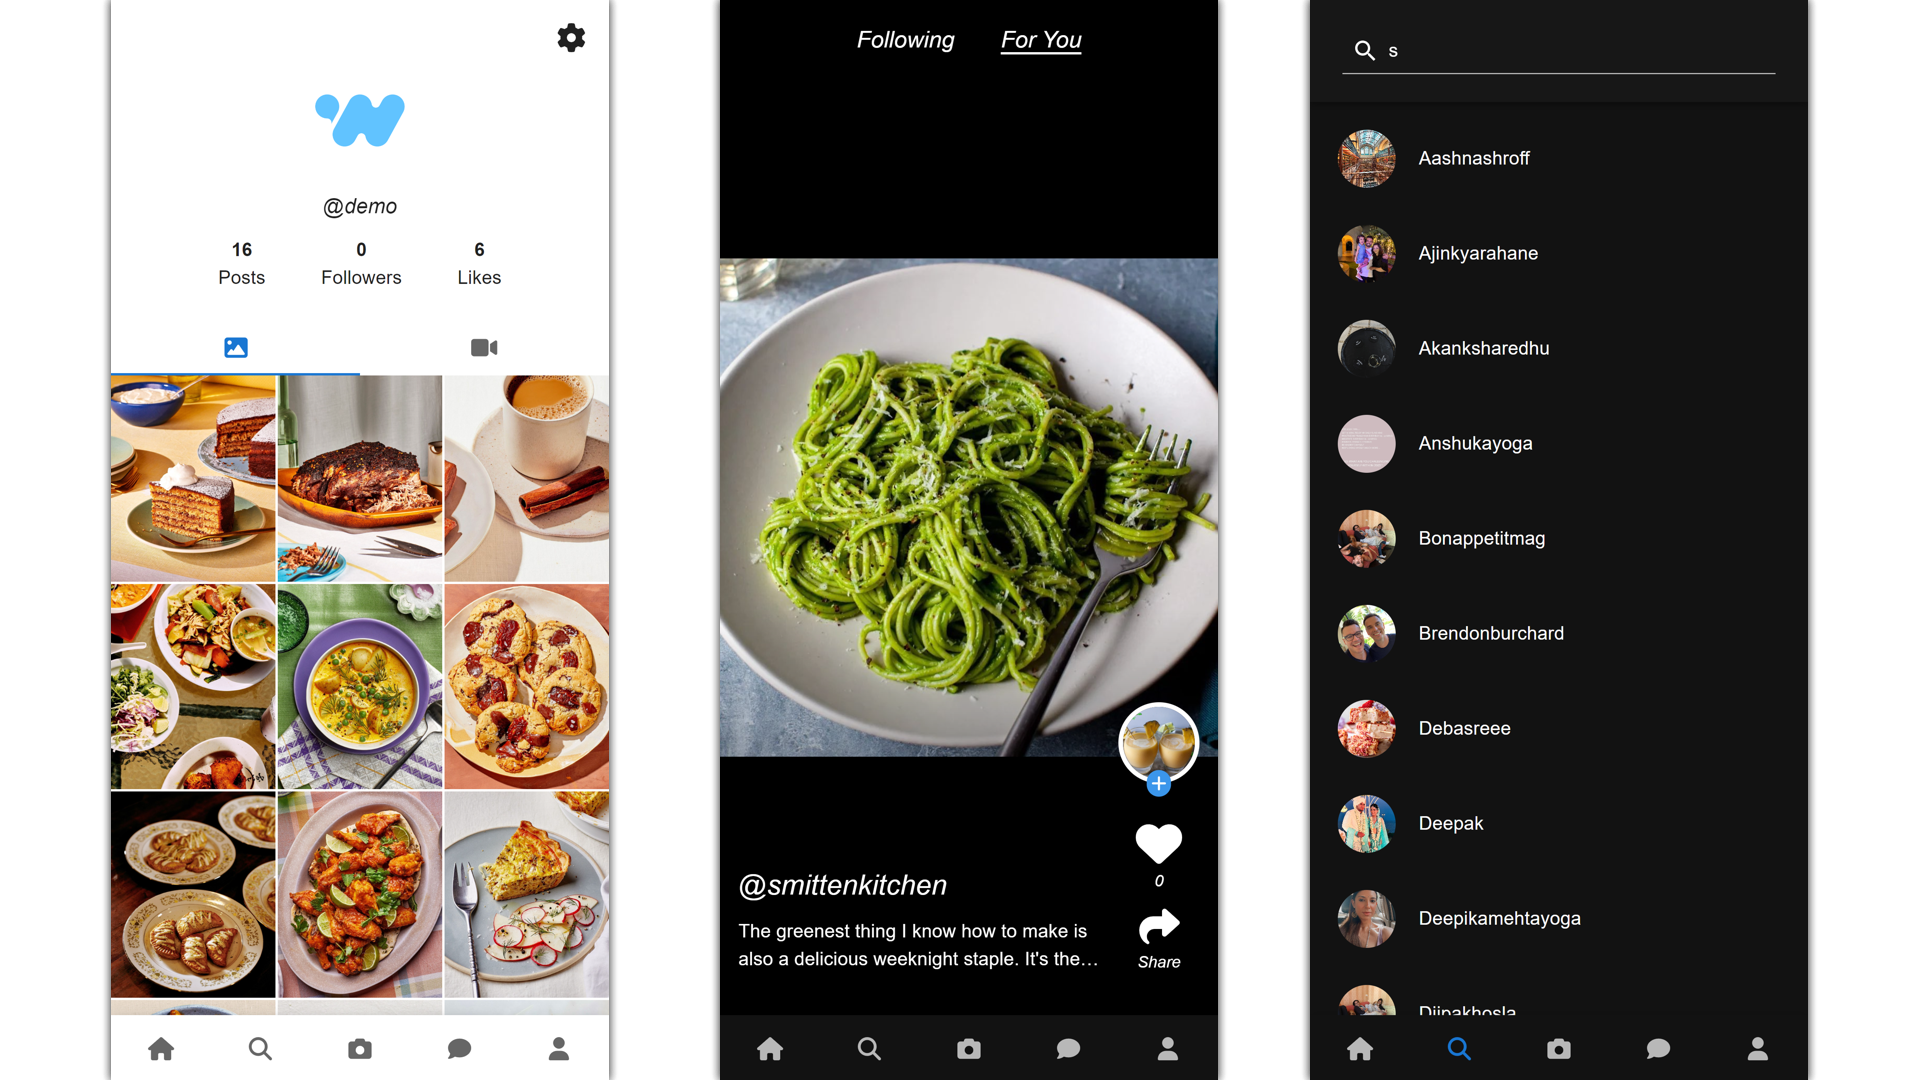 @demo
16
0
6
Posts
Followers
Likes
Following
For You
@smittenkitchen
The greenest thing I know how to make is
also a delicious weeknight staple. It's the…
0
Share
s
Aashnashroff
Ajinkyarahane
Akanksharedhu
Anshukayoga
Bonappetitmag
Brendonburchard
Debasreee
Deepak
Deepikamehtayoga
Diipakhosla